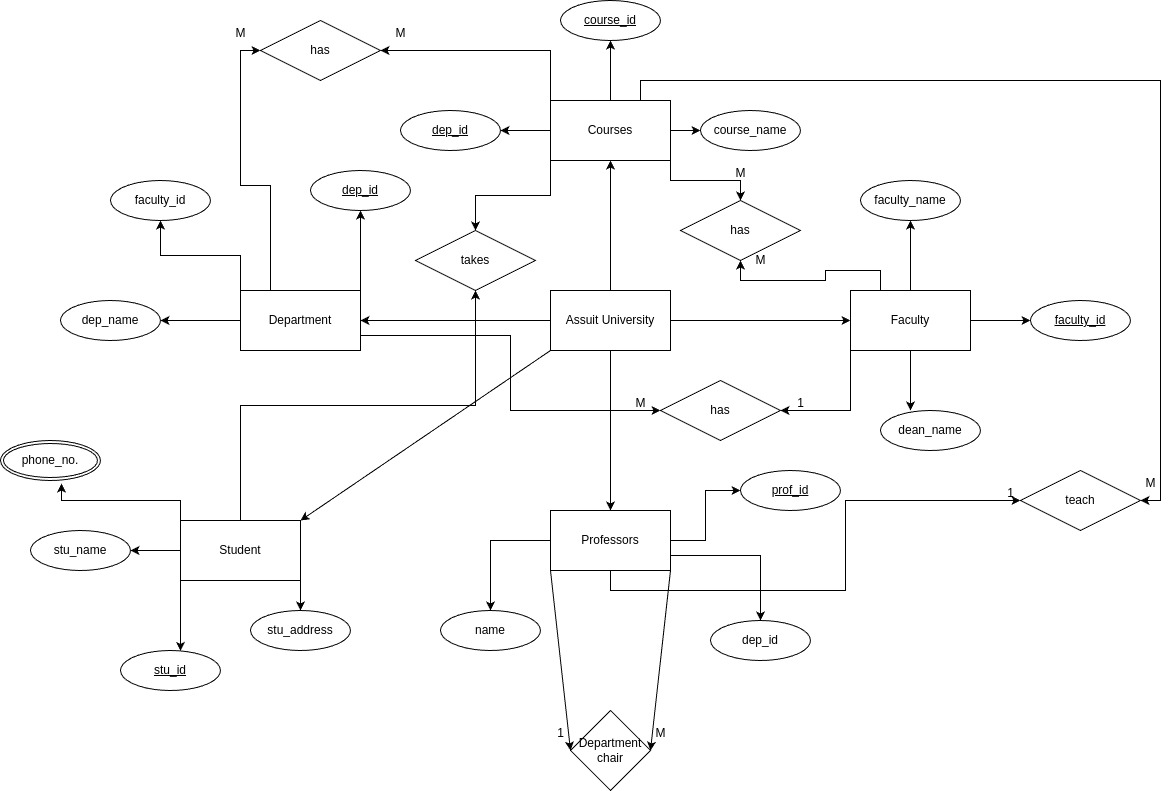 course_id
M
has
M
dep_id
Courses
course_name
M
faculty_id
dep_id
faculty_name
has
takes
M
dep_name
Department
Assuit University
Faculty
faculty_id
M
has
1
dean_name
phone_no.
prof_id
1
teach
M
stu_name
Student
Professors
stu_address
name
dep_id
stu_id
1
Department
chair
M